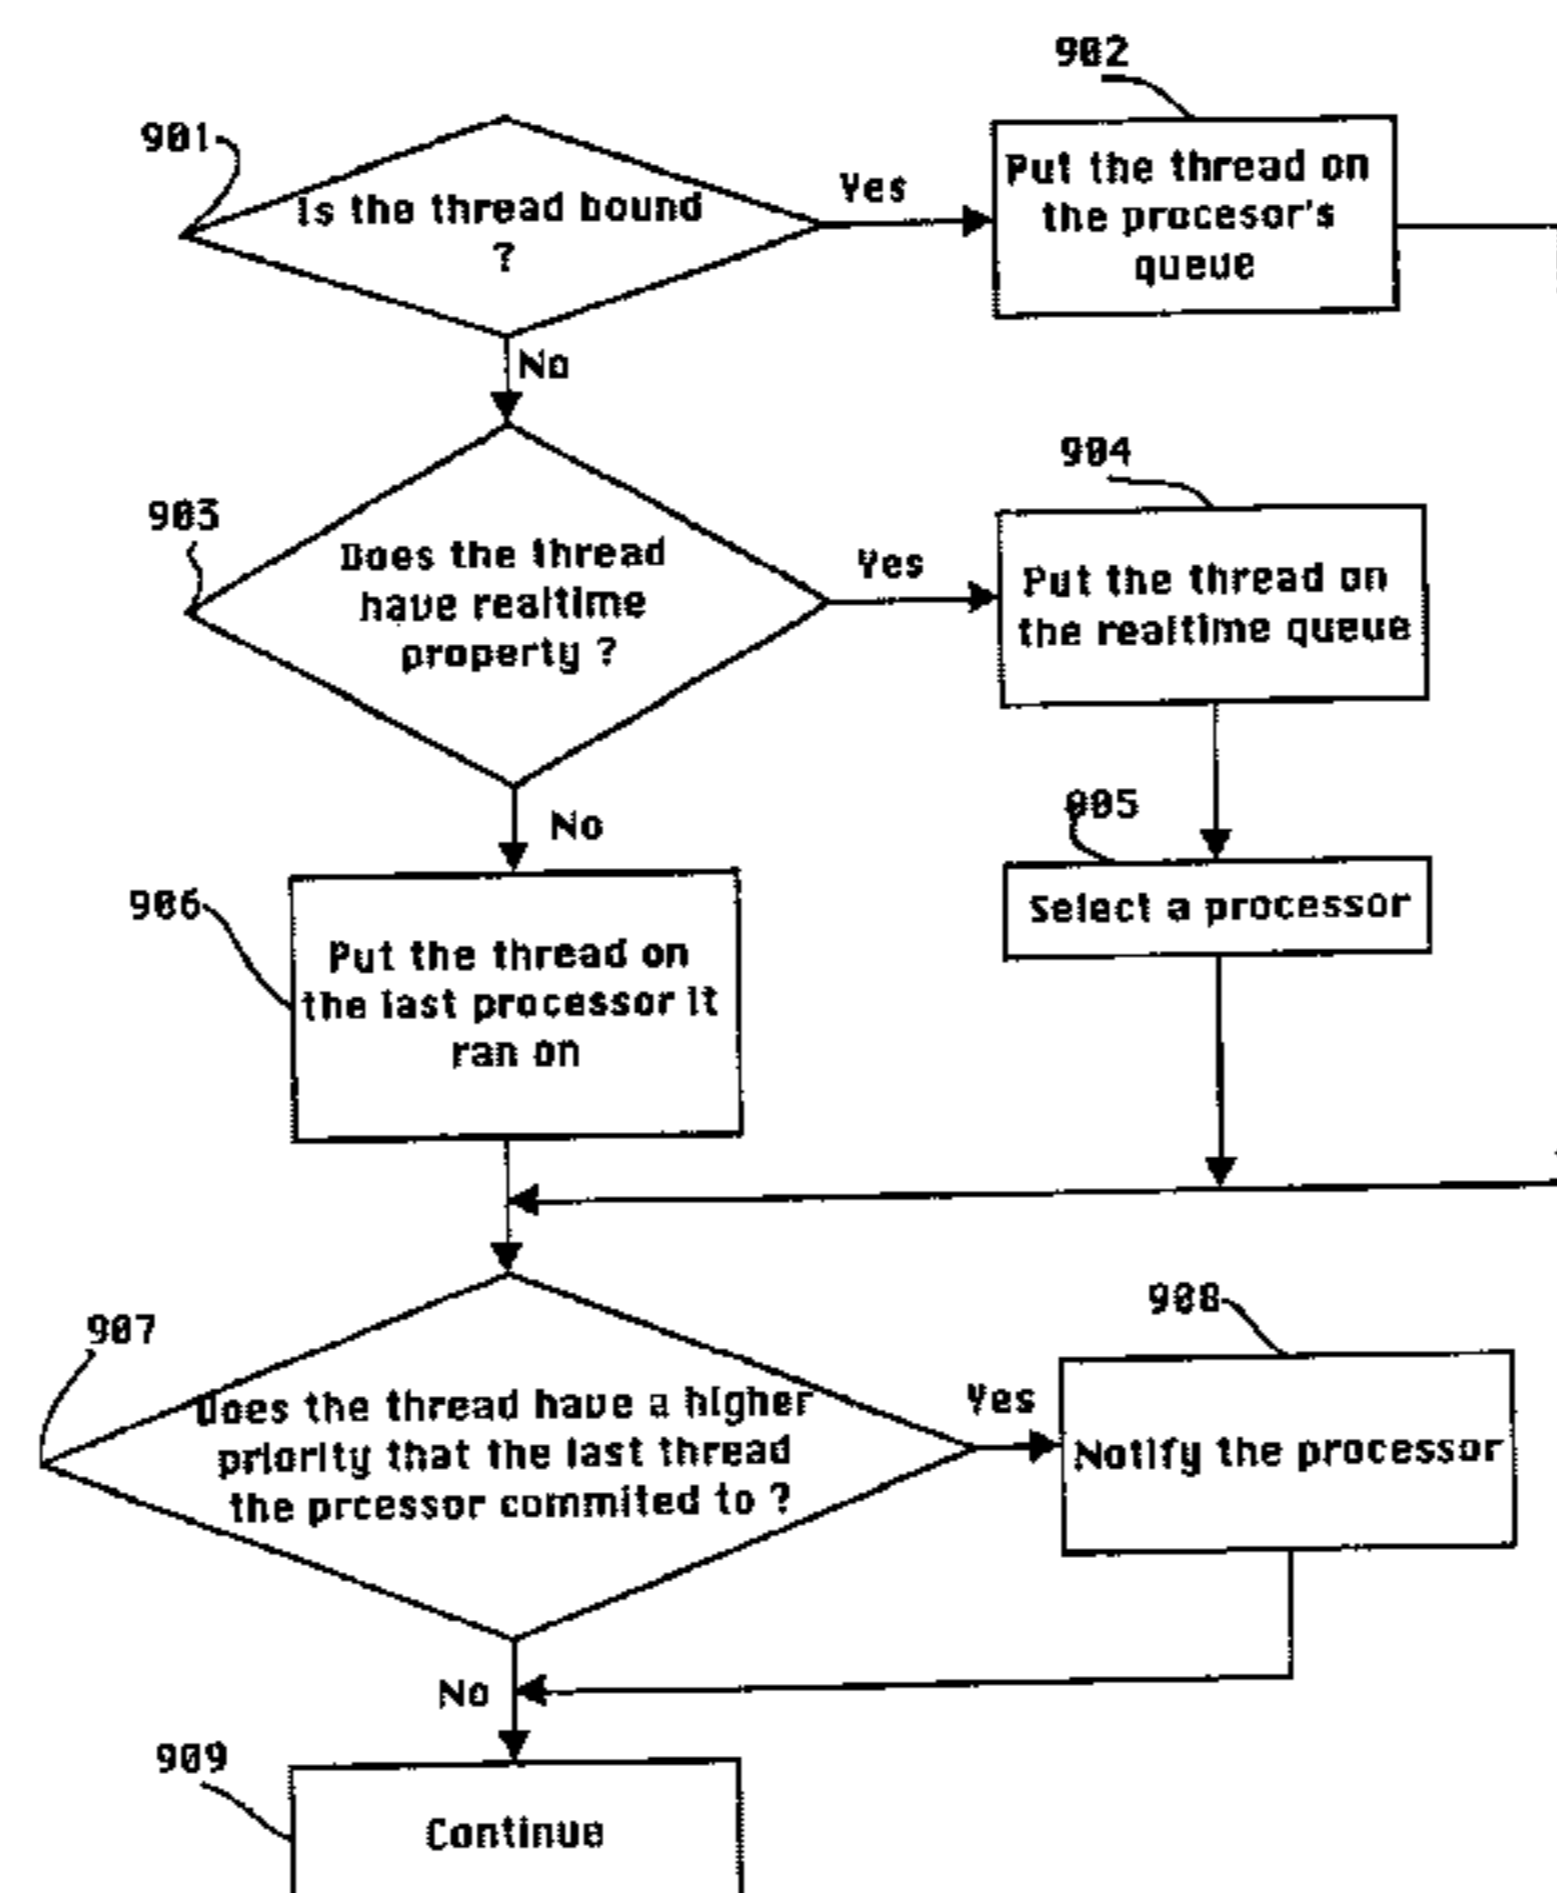 902
901
Is the thread bound
?
Yes
Put the thread on
the procesor's
queue
No
904
903
Does the thread
have realtime
property ?
Yes
Put the thread on
the realtime queue
No
905
Select a processor
906
Put the thread on
the last processor it
ran on
907
908
Does the thread have a higher
priority that the last thread
the prcessor commited to ?
Yes
Notify the processor
No
909
Continue